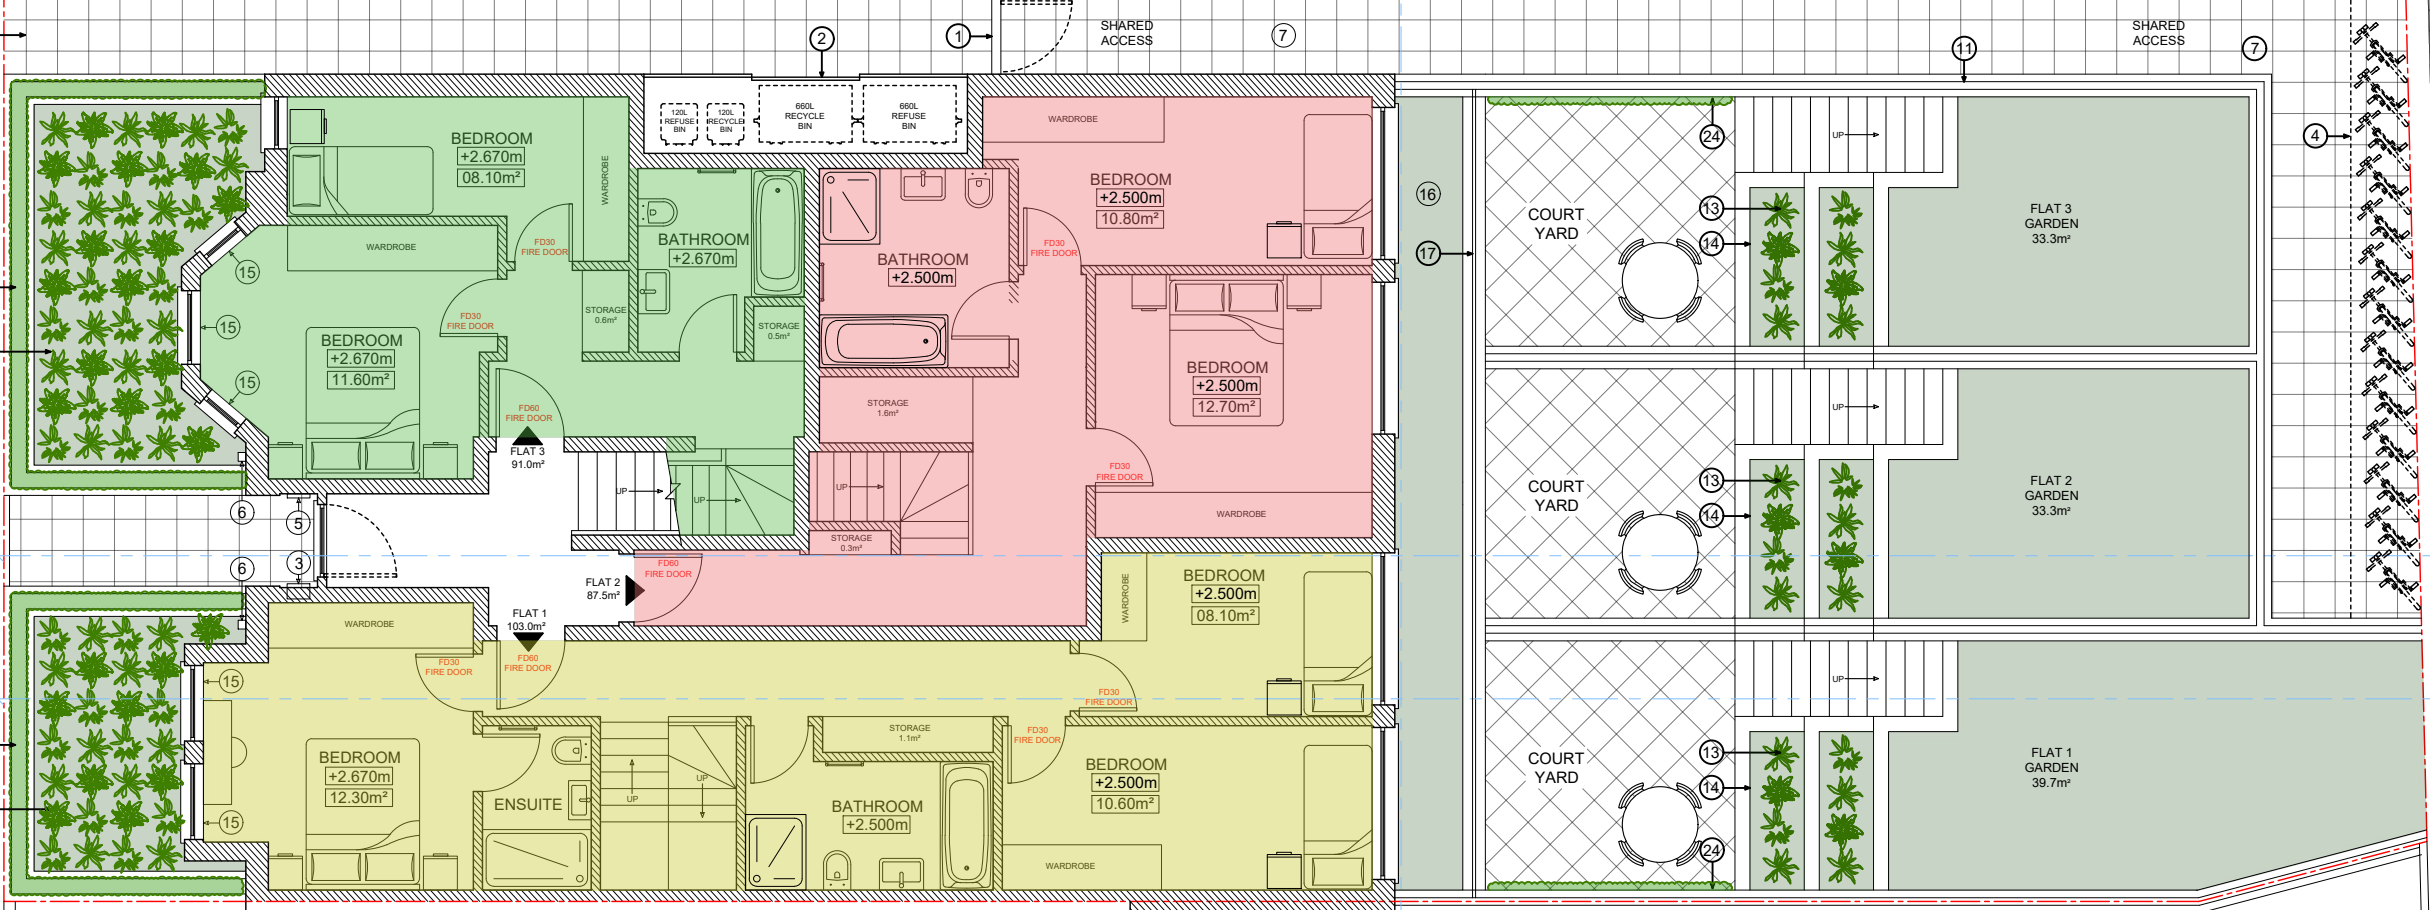 SHARED
ACCESS
SHARED
ACCESS
1
2
7
11
7
4
120L
REFUSE
BIN
120L
RECYCLE
BIN
660L
RECYCLE
BIN
660L
REFUSE
BIN
BEDROOM
+2.670m
08.10m²
WARDROBE
WARDROBE
FD30
FIRE DOOR
BATHROOM
+2.670m
STORAGE
0.6m²
STORAGE
0.5m²
FD30
FIRE DOOR
BEDROOM
+2.670m
11.60m²
15
15
15
FD60
FIRE DOOR
FLAT 3
91.0m²
UP
UP
WARDROBE
BEDROOM
+2.500m
10.80m²
BATHROOM
+2.500m
FD30
FIRE DOOR
BEDROOM
+2.500m
12.70m²
STORAGE
1.6m²
FD30
FIRE DOOR
UP
WARDROBE
STORAGE
0.3m²
FLAT 2
87.5m²
FD60
FIRE DOOR
6
5
3
6
FLAT 1
103.0m²
FD60
FIRE DOOR
WARDROBE
FD30
FIRE DOOR
BEDROOM
+2.670m
12.30m²
15
15
ENSUITE
UP
UP
STORAGE
1.1m²
BATHROOM
+2.500m
WARDROBE
BEDROOM
+2.500m
08.10m²
FD30
FIRE DOOR
FD30
FIRE DOOR
BEDROOM
+2.500m
10.60m²
WARDROBE
16
17
24
UP
COURT
YARD
13
14
FLAT 3
GARDEN
33.3m²
UP
COURT
YARD
13
14
FLAT 2
GARDEN
33.3m²
UP
COURT
YARD
13
14
24
FLAT 1
GARDEN
39.7m²